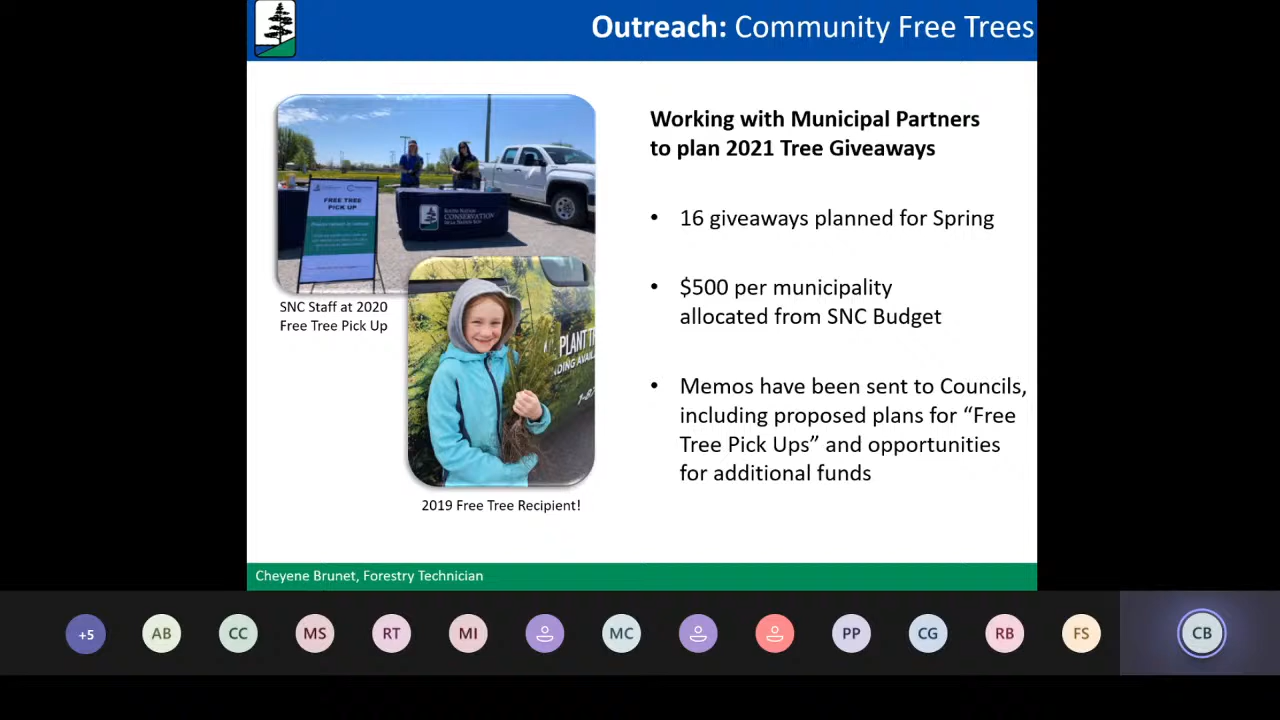 Outreach: Community Free Trees
Working with Municipal Partners
to plan 2021 Tree Giveaways
• 16 giveaways planned for Spring
• $500 per municipality
allocated from SNC Budget
• Memos have been sent to Councils,
including proposed plans for “Free
Tree Pick Ups” and opportunities
for additional funds
FREE TREE
PICK UP
SOUTH NATION
CONSERVATION
SNC Staff at 2020
Free Tree Pick Up
PLANT
2019 Free Tree Recipient!
Cheyene Brunet, Forestry Technician
+5 AB CC MS RT MI MC PP CG RB FS CB